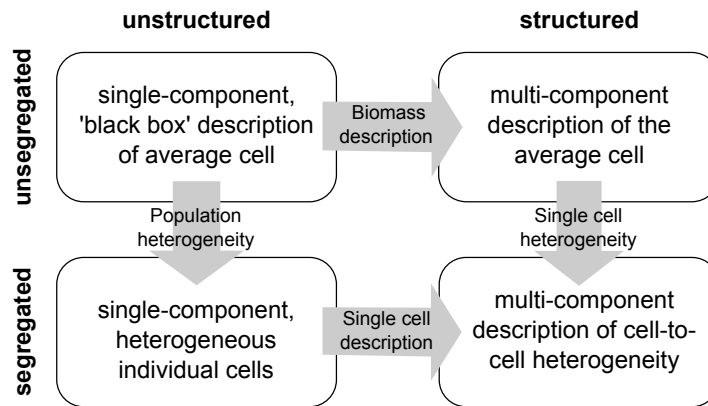 unstructured
structured
unsegregated
single-component,
'black box' description
of average cell
Biomass
description
multi-component
description of the
average cell
Population
heterogeneity
Single cell
heterogeneity
segregated
single-component,
heterogeneous
individual cells
Single cell
description
multi-component
description of cell-to-
cell heterogeneity